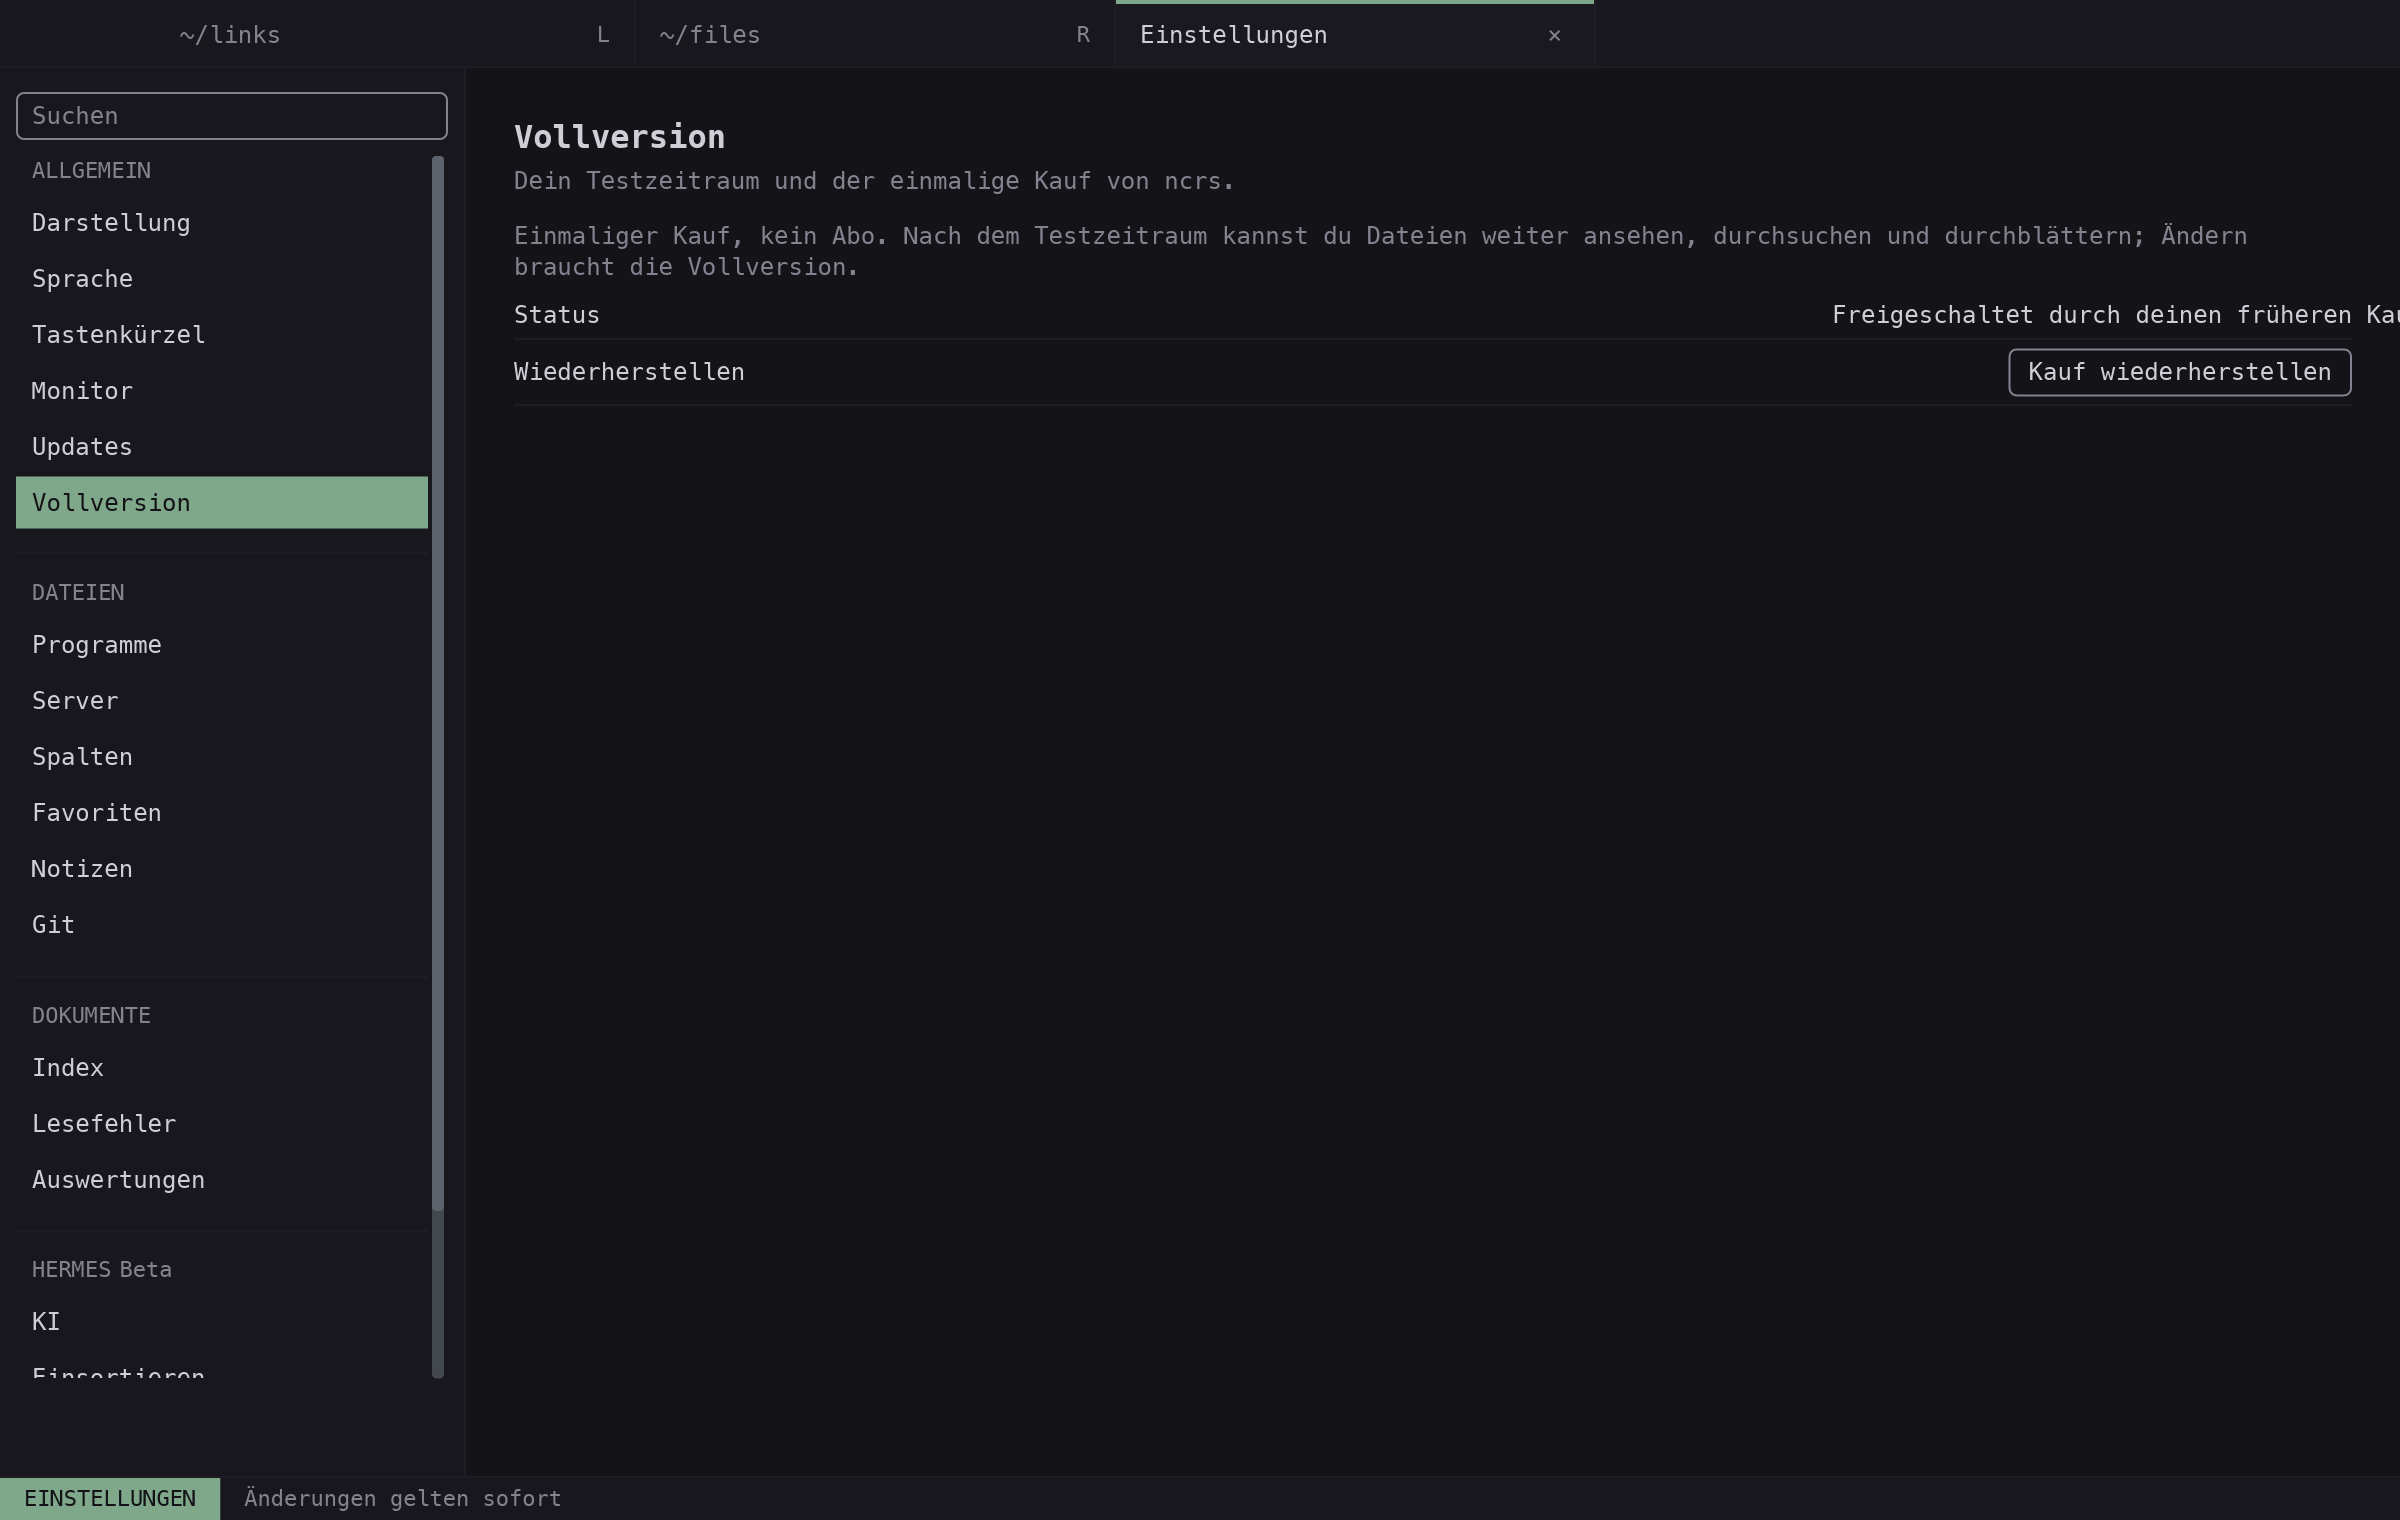 ~/links L ~/files R Einstellungen ×
Suchen
ALLGEMEIN
Darstellung
Sprache
Tastenkürzel
Monitor
Updates
Vollversion
DATEIEN
Programme
Server
Spalten
Favoriten
Notizen
Git
DOKUMENTE
Index
Lesefehler
Auswertungen
HERMES Beta
KI
Einsortieren
Vollversion
Dein Testzeitraum und der einmalige Kauf von ncrs.
Einmaliger Kauf, kein Abo. Nach dem Testzeitraum kannst du Dateien weiter ansehen, durchsuchen und durchblättern; Ändern
braucht die Vollversion.
Status Freigeschaltet durch deinen früheren
Wiederherstellen Kauf wiederherstellen
EINSTELLUNGEN Änderungen gelten sofort